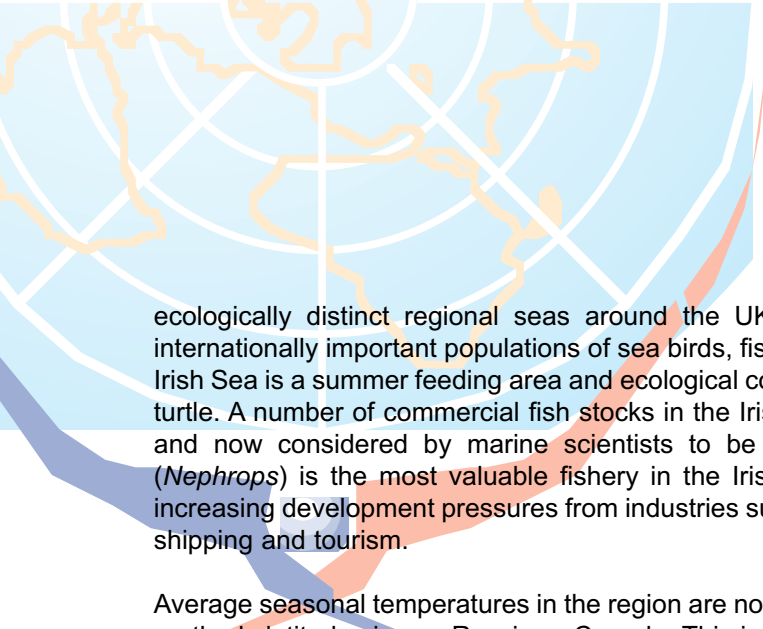 ecologically distinct regional seas around the UK
internationally important populations of sea birds, fis
Irish Sea is a summer feeding area and ecological co
turtle. A number of commercial fish stocks in the Iris
and now considered by marine scientists to be
(Nephrops) is the most valuable fishery in the Iris
increasing development pressures from industries su
shipping and tourism.
Average seasonal temperatures in the region are no